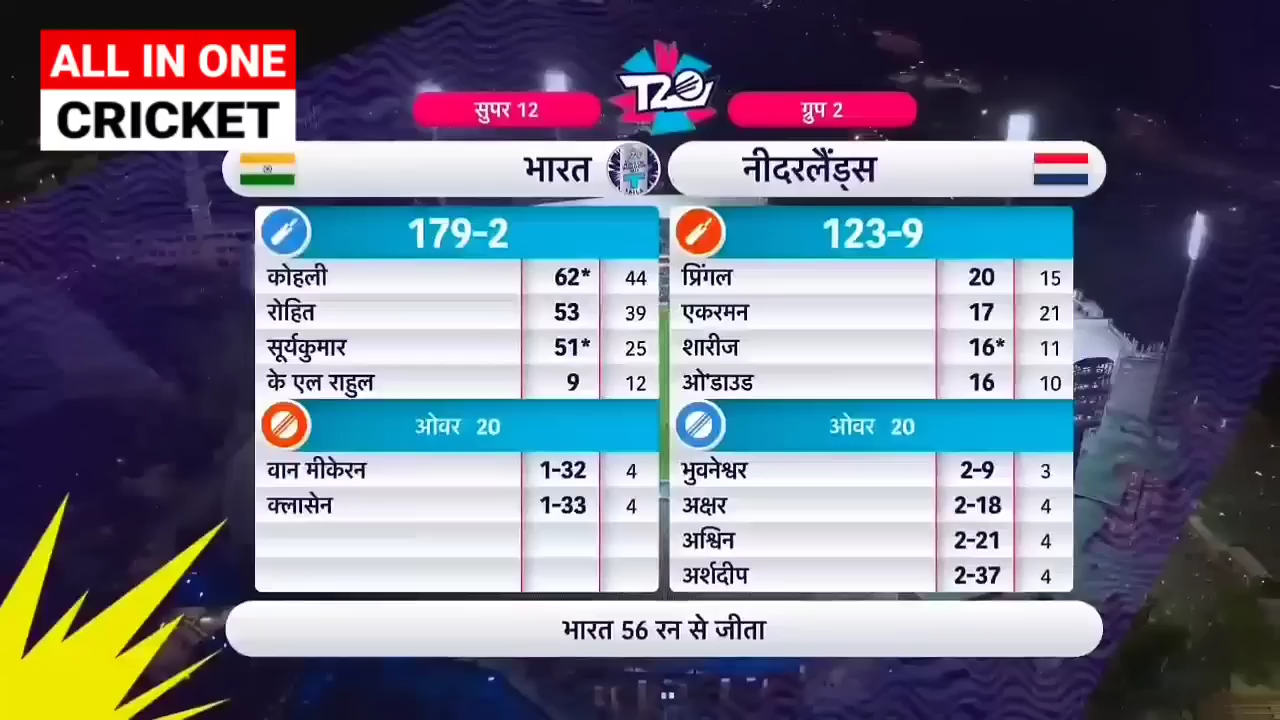 ALL IN ONE
CRICKET
T20
सुपर 12
ग्रुप 2
भारत
नीदरलैंड्स
179-2
कोहली 62* 44
रोहित 53 39
सूर्यकुमार 51* 25
के एल राहुल 9 12
ओवर 20
वान मीकेरन 1-32 4
क्लासेन 1-33 4
123-9
प्रिंगल 20 15
एकरमन 17 21
शारीज 16* 11
ओ'डाउड 16 10
ओवर 20
भुवनेश्वर 2-9 3
अक्षर 2-18 4
अश्विन 2-21 4
अर्शदीप 2-37 4
भारत 56 रन से जीता